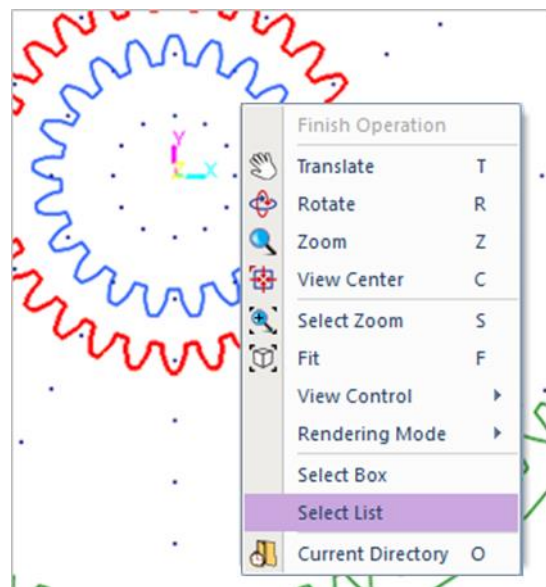 Finish Operation
Y
X
Translate T
Rotate R
Zoom Z
View Center C
Select Zoom S
Fit F
View Control
Rendering Mode
Select Box
Select List
Current Directory O